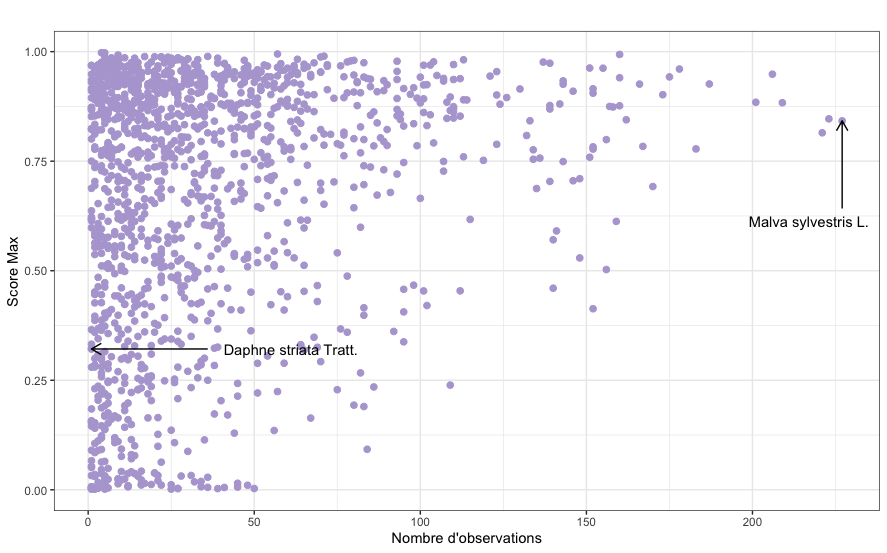 1.00
0.75
Malva sylvestris L.
Score Max
0.50
Daphne striata Tratt.
0.25
0.00
0 50 100 150 200
Nombre d'observations